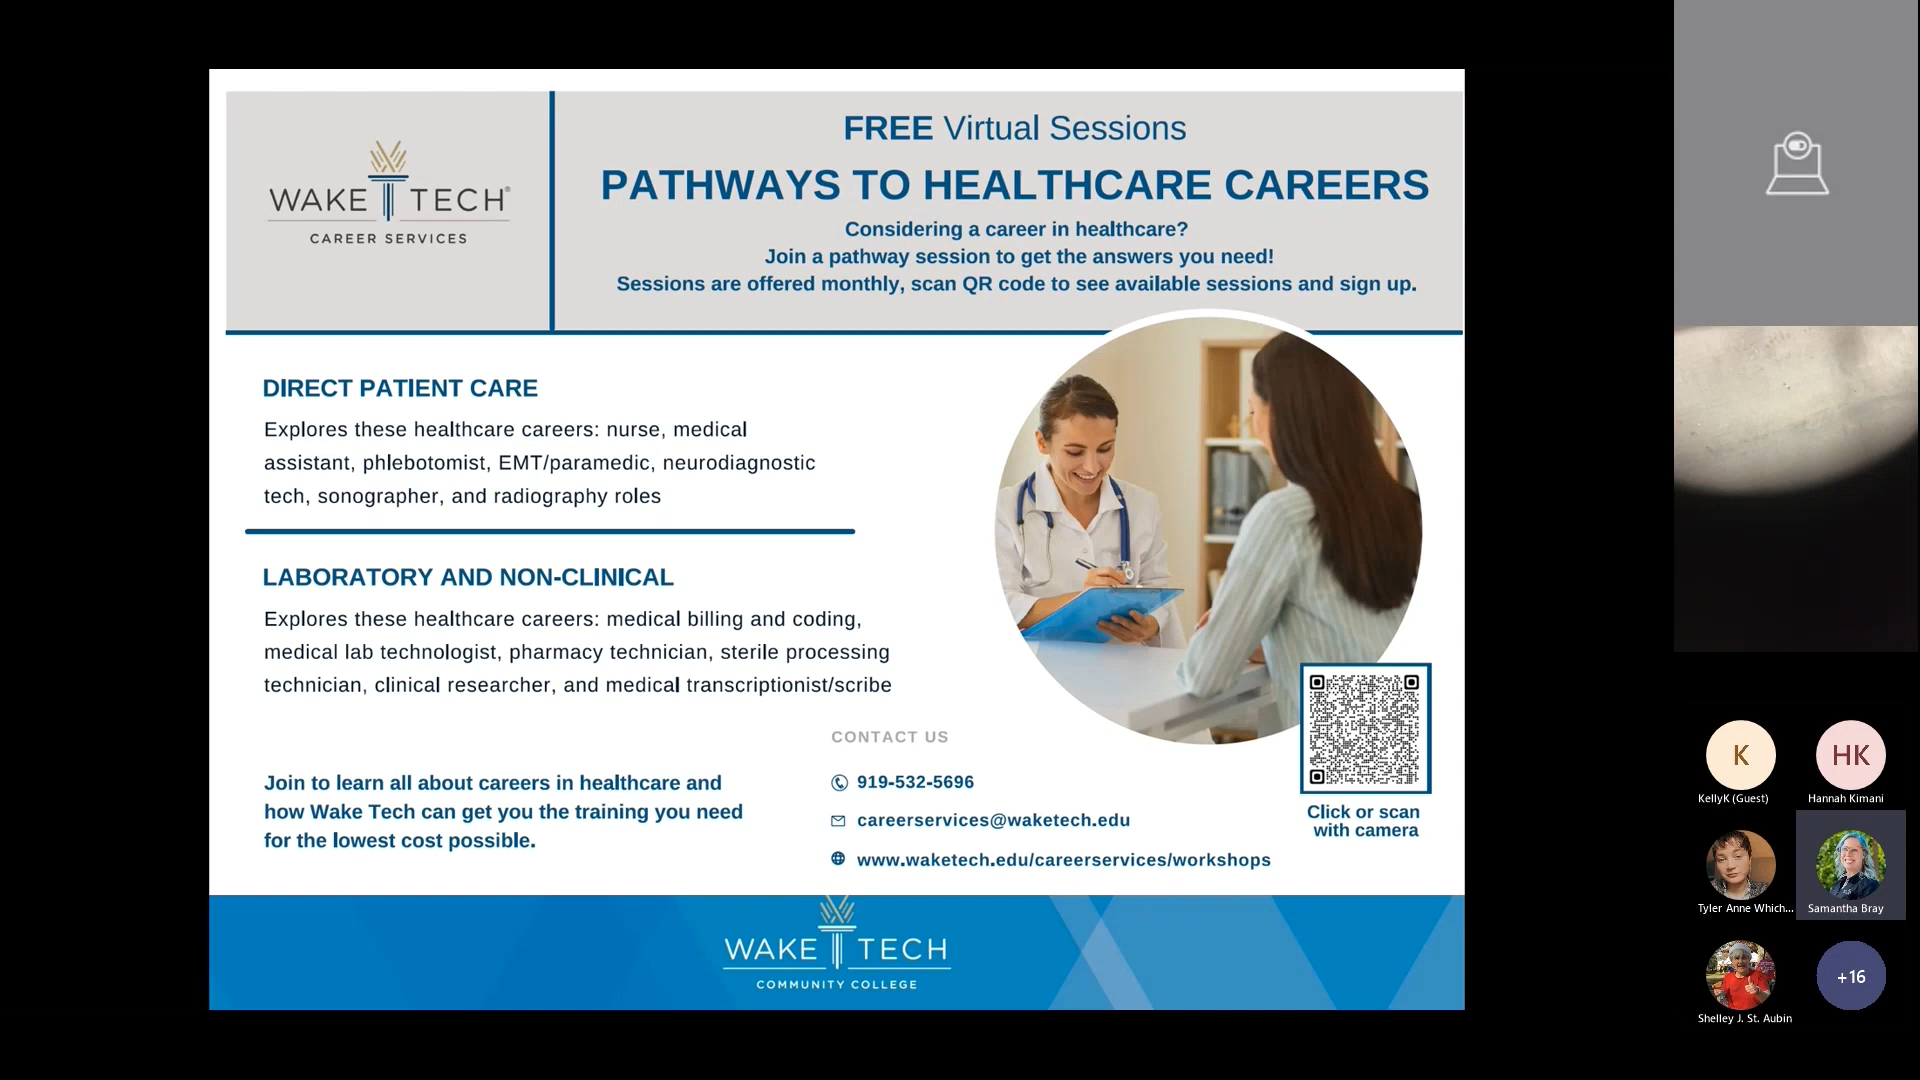 WAKE TECH®
CAREER SERVICES
FREE Virtual Sessions
PATHWAYS TO HEALTHCARE CAREERS
Considering a career in healthcare?
Join a pathway session to get the answers you need!
Sessions are offered monthly, scan QR code to see available sessions and sign up.
DIRECT PATIENT CARE
Explores these healthcare careers: nurse, medical
assistant, phlebotomist, EMT/paramedic, neurodiagnostic
tech, sonographer, and radiography roles
LABORATORY AND NON-CLINICAL
Explores these healthcare careers: medical billing and coding,
medical lab technologist, pharmacy technician, sterile processing
technician, clinical researcher, and medical transcriptionist/scribe
Join to learn all about careers in healthcare and
how Wake Tech can get you the training you need
for the lowest cost possible.
CONTACT US
919-532-5696
careerservices@waketech.edu
www.waketech.edu/careerservices/workshops
Click or scan
with camera
WAKE TECH
COMMUNITY COLLEGE
K
KellyK (Guest)
HK
Hannah Kimani
Tyler Anne Which...
Samantha Bray
Shelley J. St. Aubin
+16